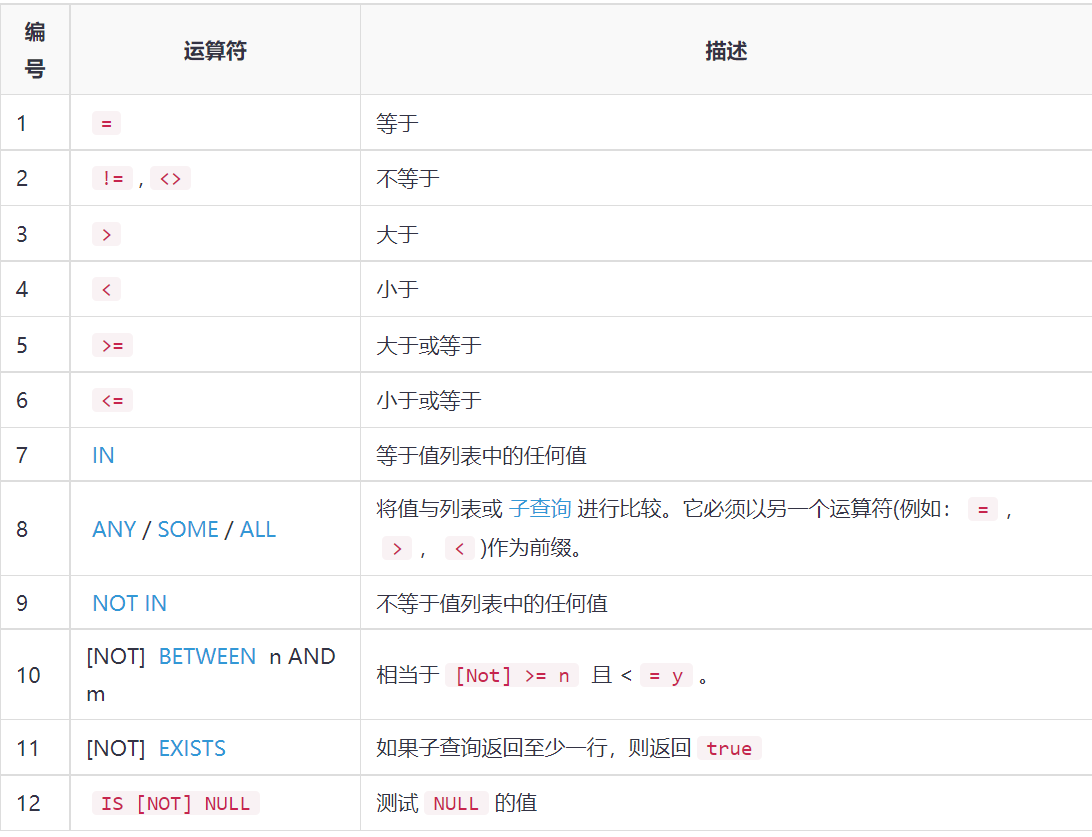 编号 运算符 描述
1 = 等于
2 != , <> 不等于
3 > 大于
4 < 小于
5 >= 大于或等于
6 <= 小于或等于
7 IN 等于值列表中的任何值
8 ANY / SOME / ALL 将值与列表或 子查询 进行比较。它必须以另一个运算符(例如： = ，
> ， < )作为前缀。
9 NOT IN 不等于值列表中的任何值
10 [NOT] BETWEEN n AND
m 相当于 [Not] >= n 且 < = y 。
11 [NOT] EXISTS 如果子查询返回至少一行，则返回 true
12 IS [NOT] NULL 测试 NULL 的值